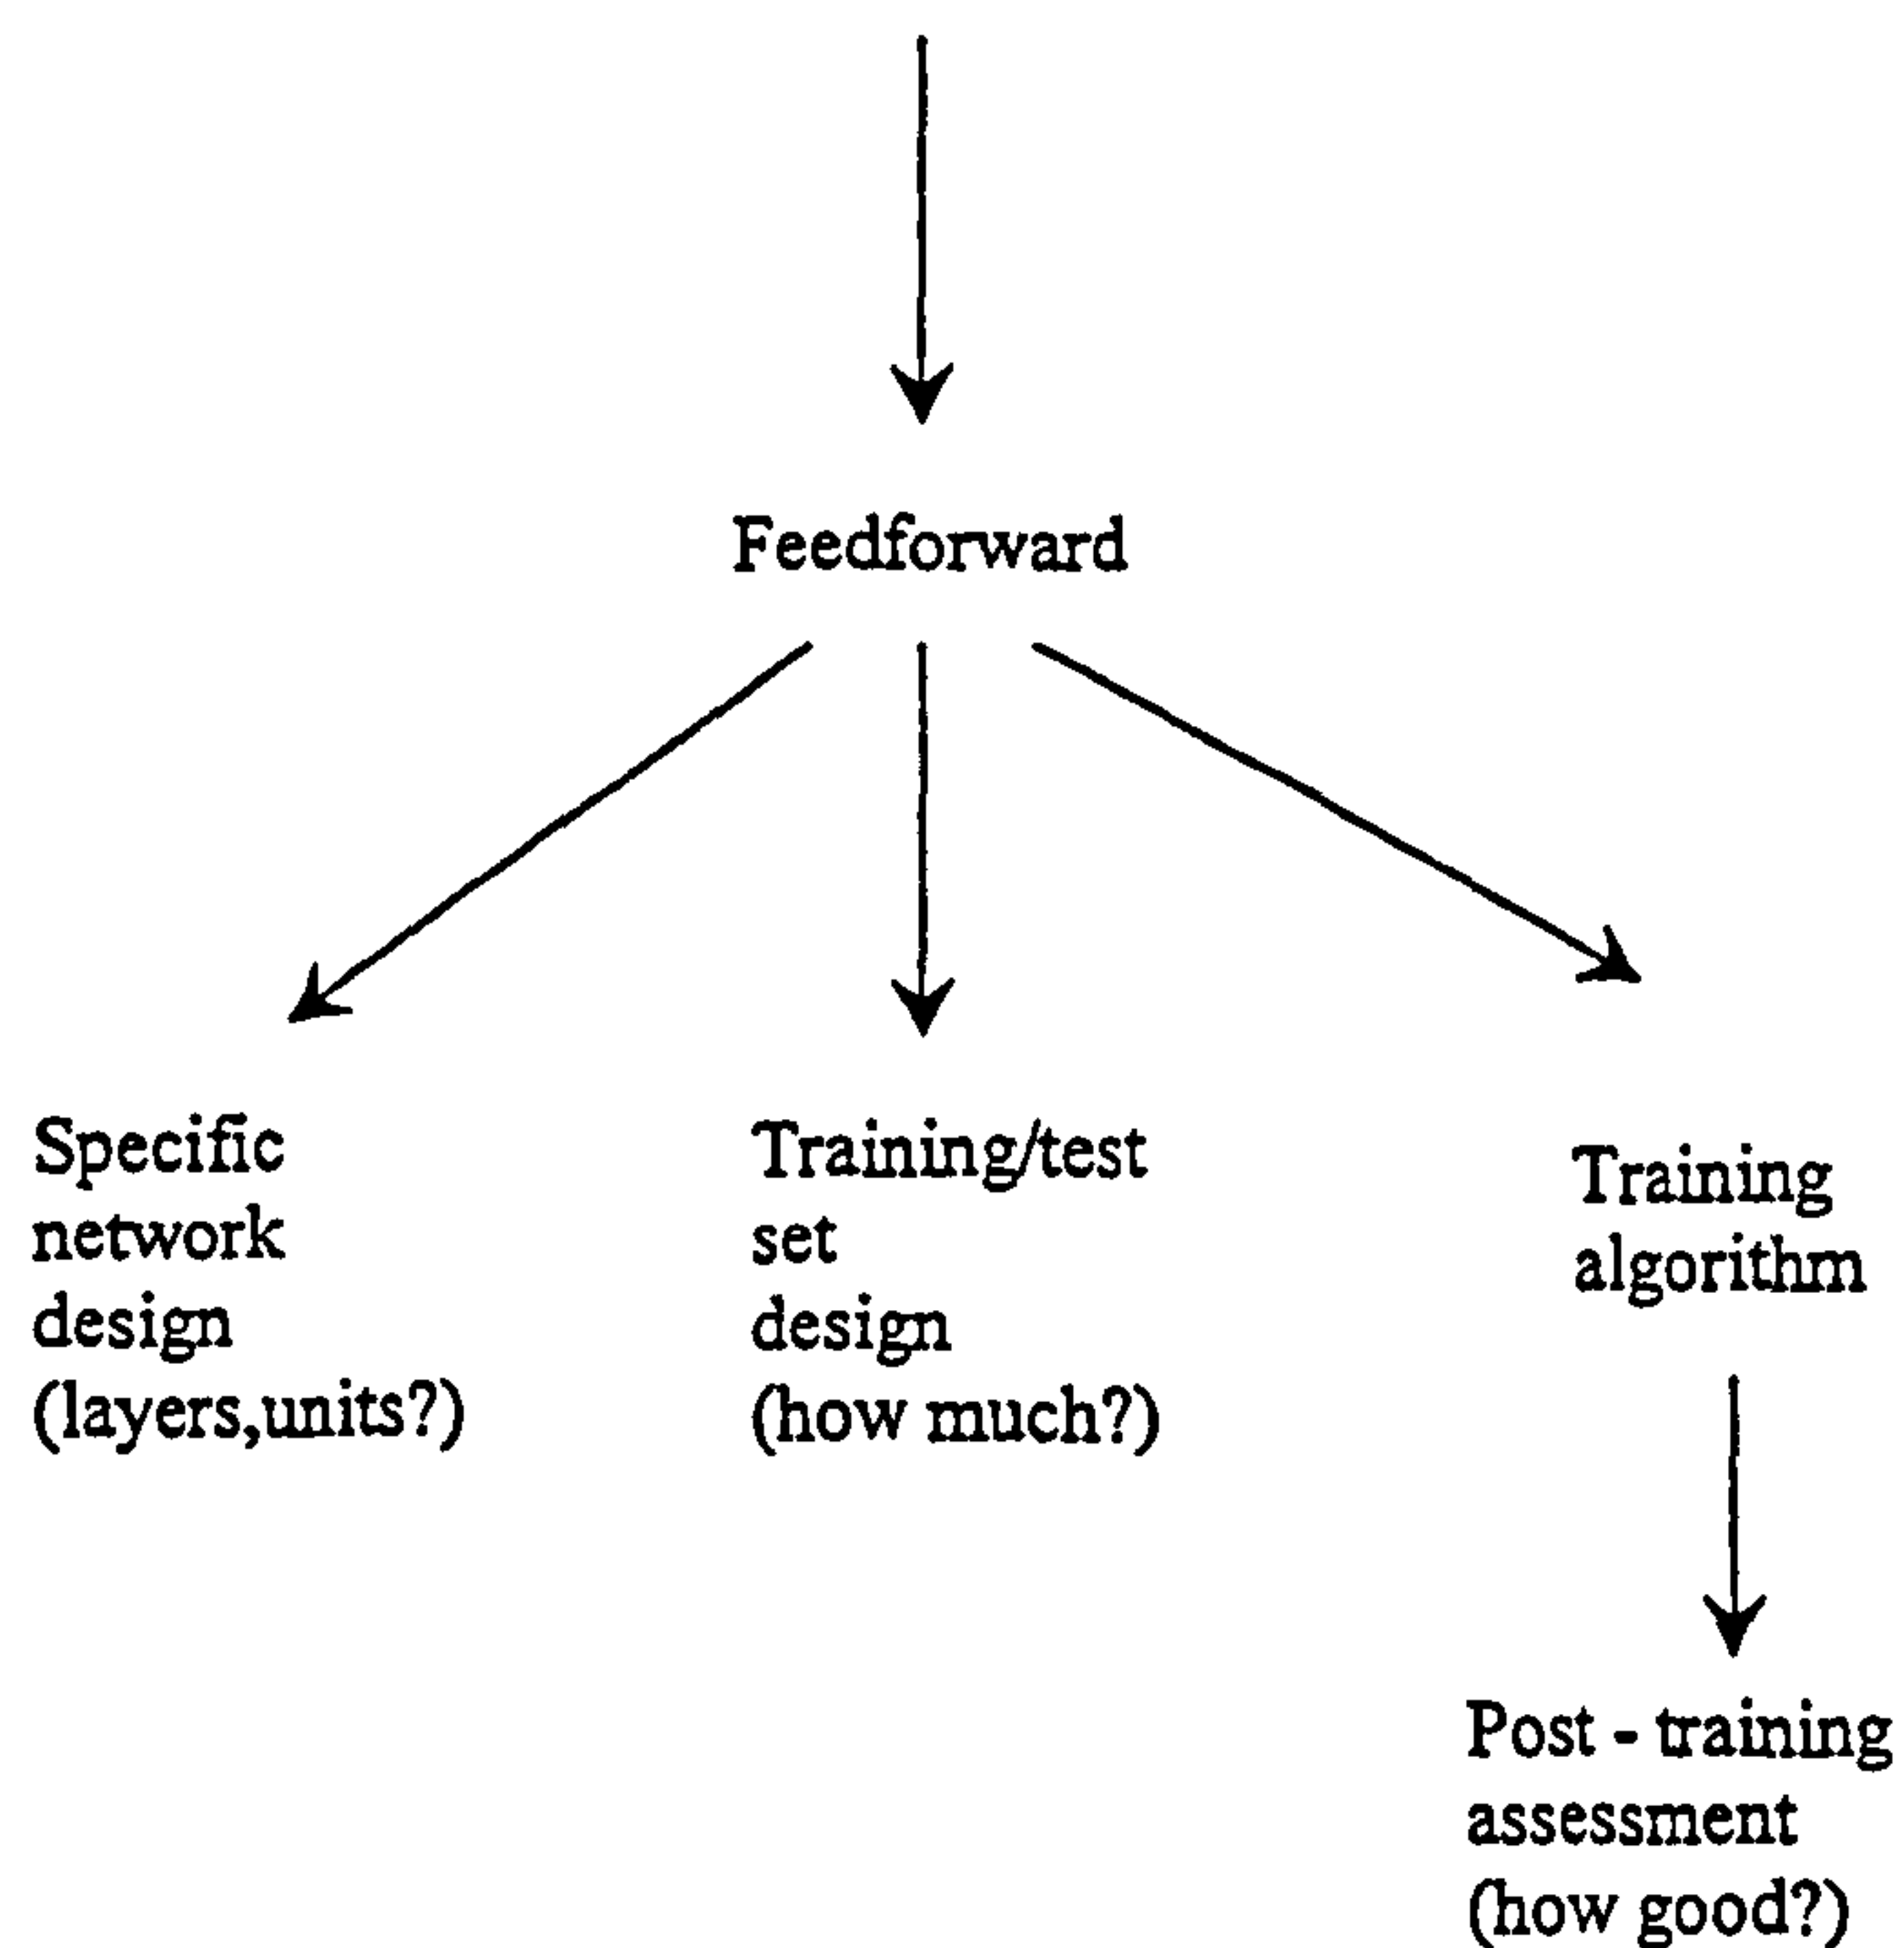 Feedforward
Specific
network
design
(layers,units?)
Training/test
set
design
(how much?)
Training
algorithm
Post - training
assessment
(how good?)